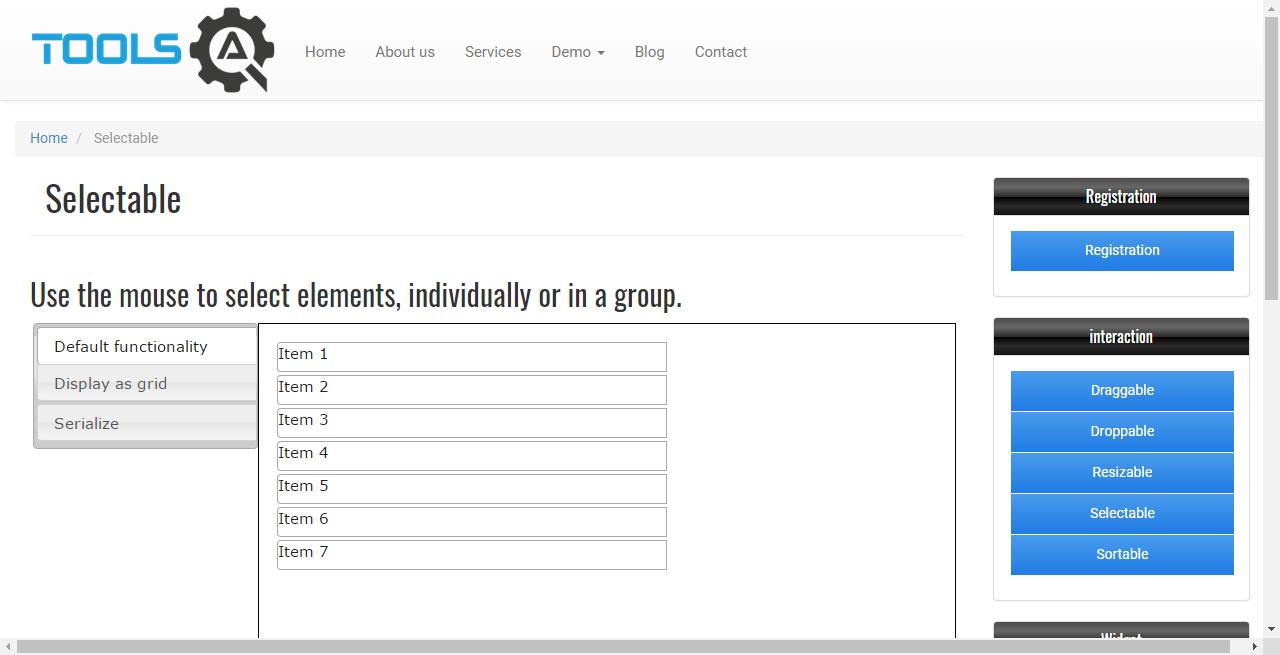 TOOLS QA
Home About us Services Demo Blog Contact
Home / Selectable
Selectable
Use the mouse to select elements, individually or in a group.
Default functionality
Display as grid
Serialize
Item 1
Item 2
Item 3
Item 4
Item 5
Item 6
Item 7
Registration
Registration
interaction
Draggable
Droppable
Resizable
Selectable
Sortable
Widget